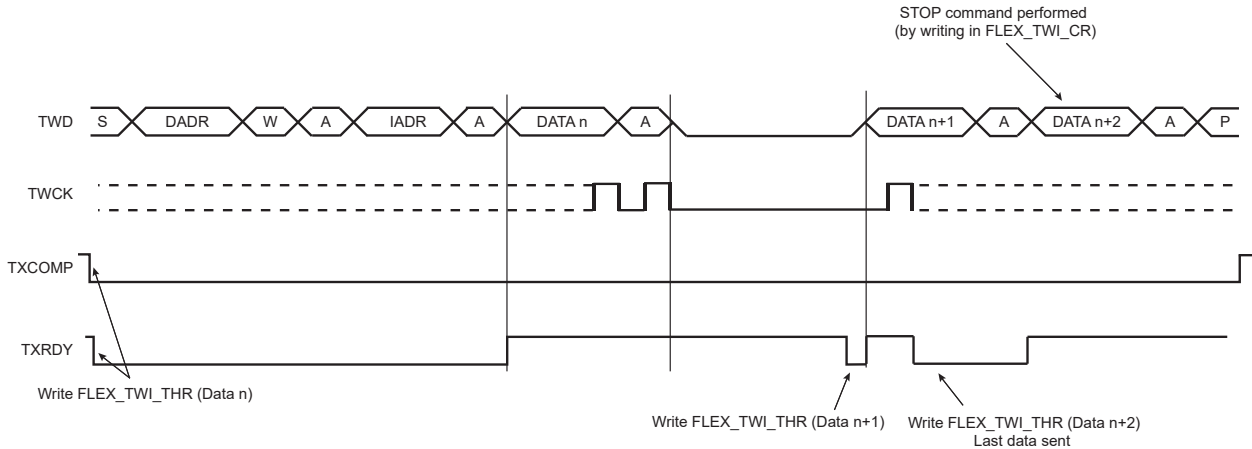 STOP command performed
(by writing in FLEX_TWI_CR)
TWD S DADR W A IADR A DATA n A DATA n+1 A DATA n+2 A P
TWCK
TXCOMP
TXRDY
Write FLEX_TWI_THR (Data n)
Write FLEX_TWI_THR (Data n+1)
Write FLEX_TWI_THR (Data n+2)
Last data sent